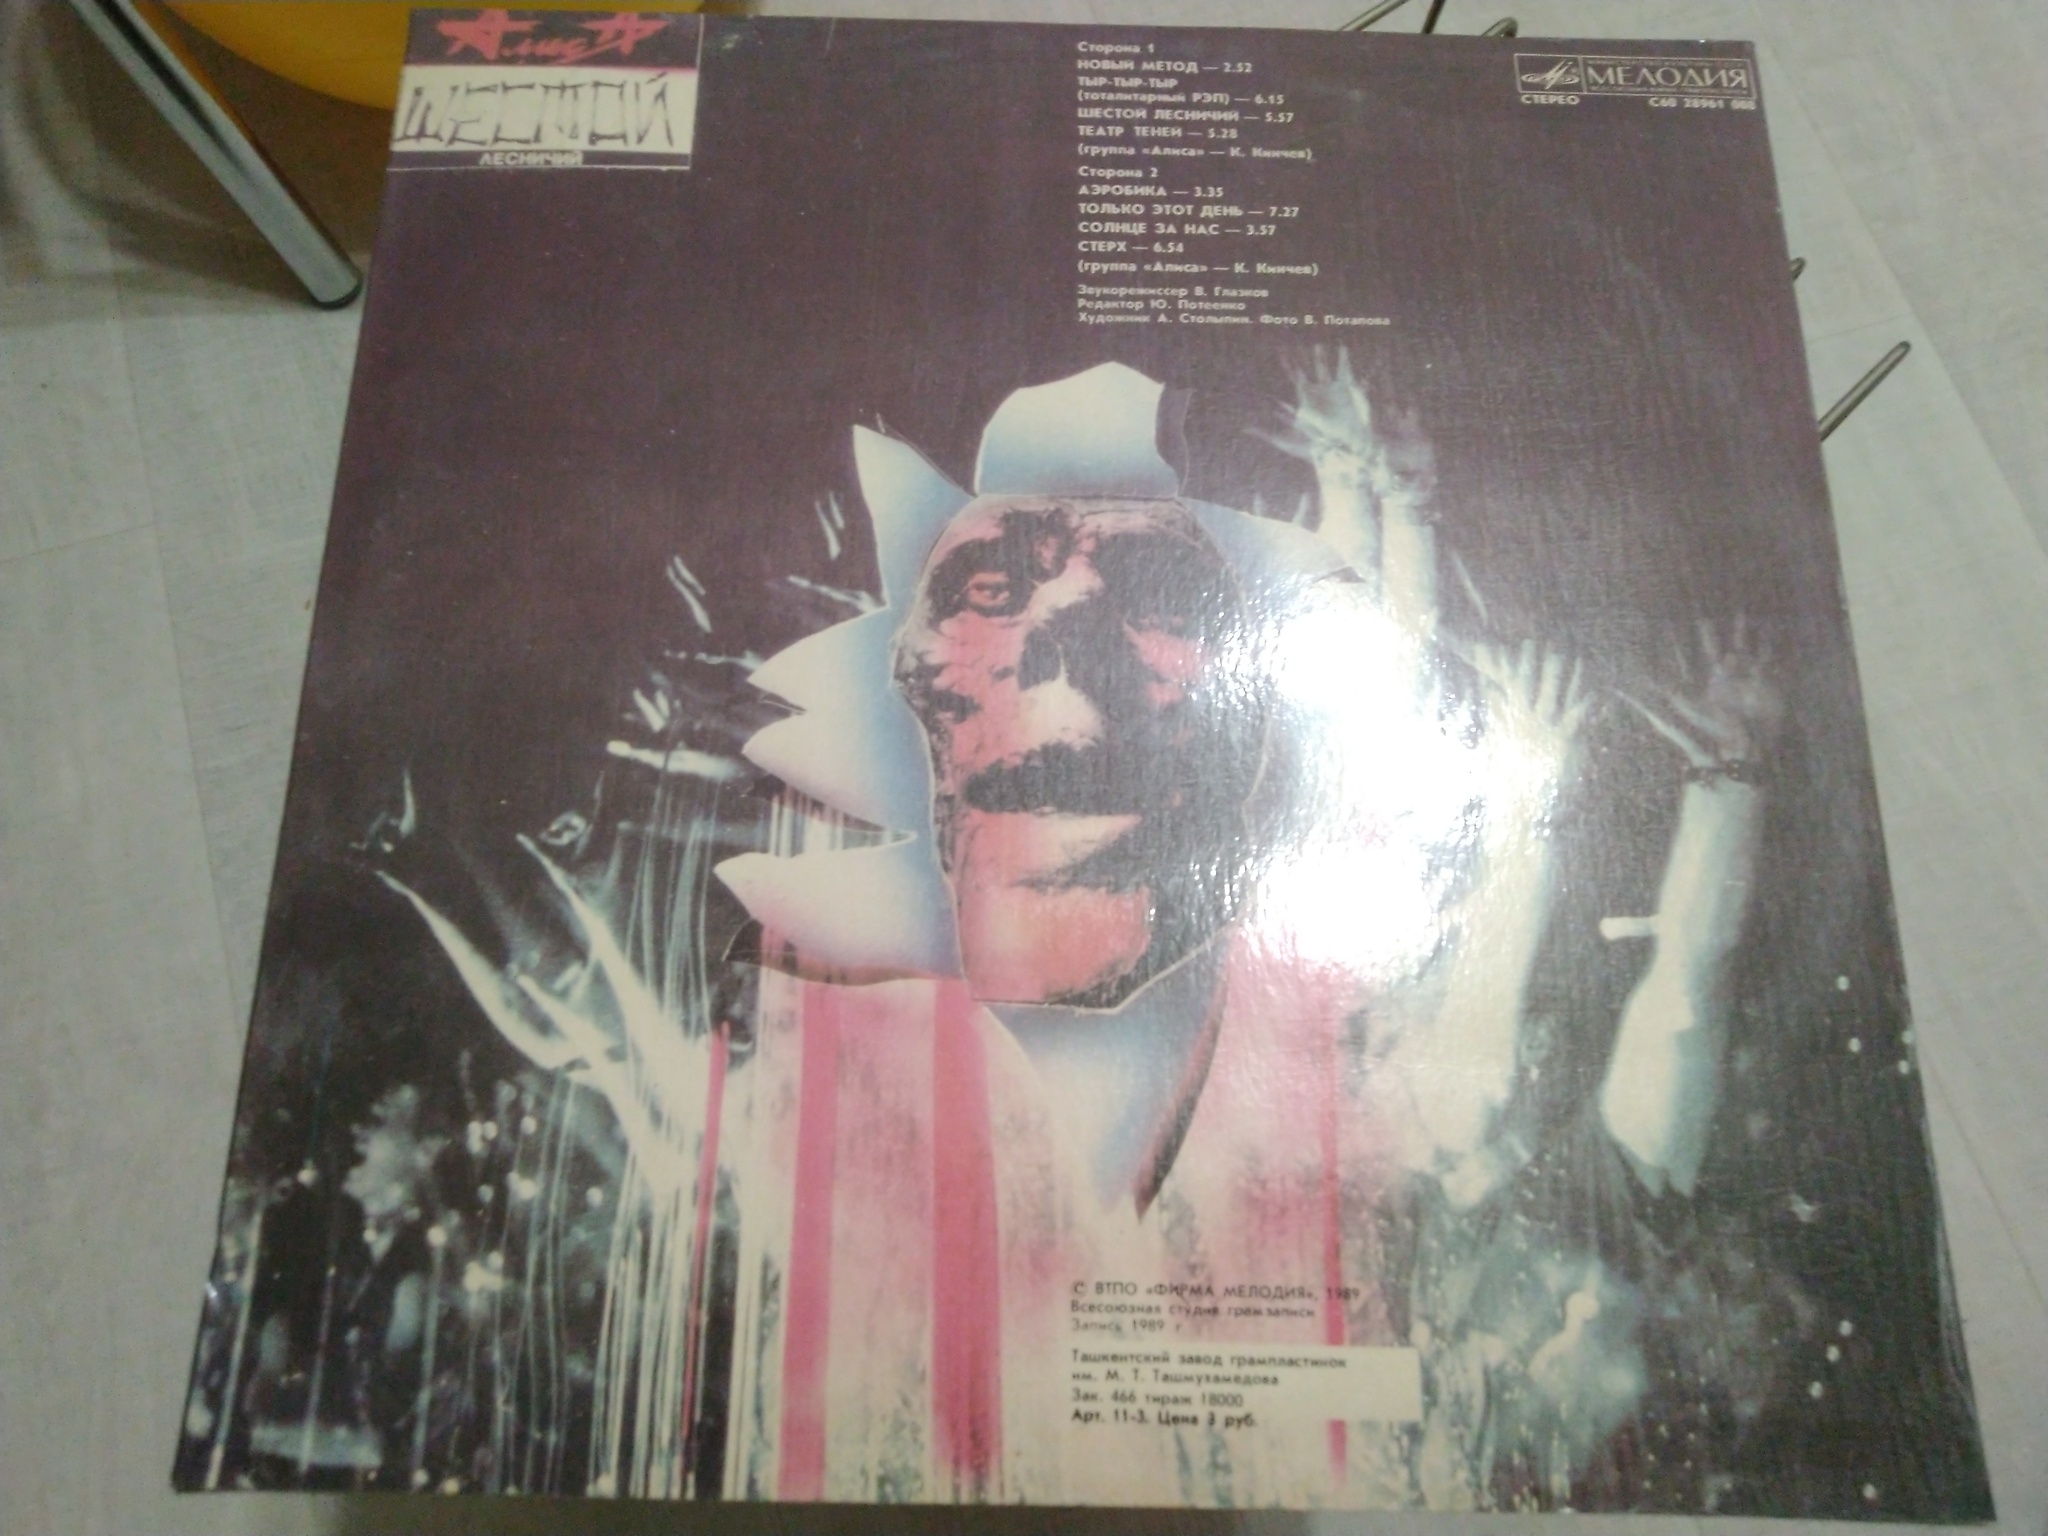 АлисА
ШЕСТОЙ
ЛЕСНИЧИЙ
Сторона 1
НОВЫЙ МЕТОД — 2.52
ТЫР-ТЫР-ТЫР
(тоталитарный РЭП) — 6.15
ШЕСТОЙ ЛЕСНИЧИЙ — 5.57
ТЕАТР ТЕНЕЙ — 5.28
(группа «Алиса» — К. Кинчев)
Сторона 2
АЭРОБИКА — 3.35
ТОЛЬКО ЭТОТ ДЕНЬ — 7.27
СОЛНЦЕ ЗА НАС — 3.57
СТЕРХ — 6.54
(группа «Алиса» — К. Кинчев)
Звукорежиссер В. Глазков
Редактор Ю. Потеенко
Художник А. Столыпин. Фото В. Потапова
МЕЛОДИЯ
СТЕРЕО С60 28961 008
С ВТПО «ФИРМА МЕЛОДИЯ», 1989
Всесоюзная студия грамзаписи
Запись 1989 г
Ташкентский завод грампластинок
им. М. Т. Ташмухамедова
Зак. 466 тираж 18000
Арт. 11-3. Цена 3 руб.